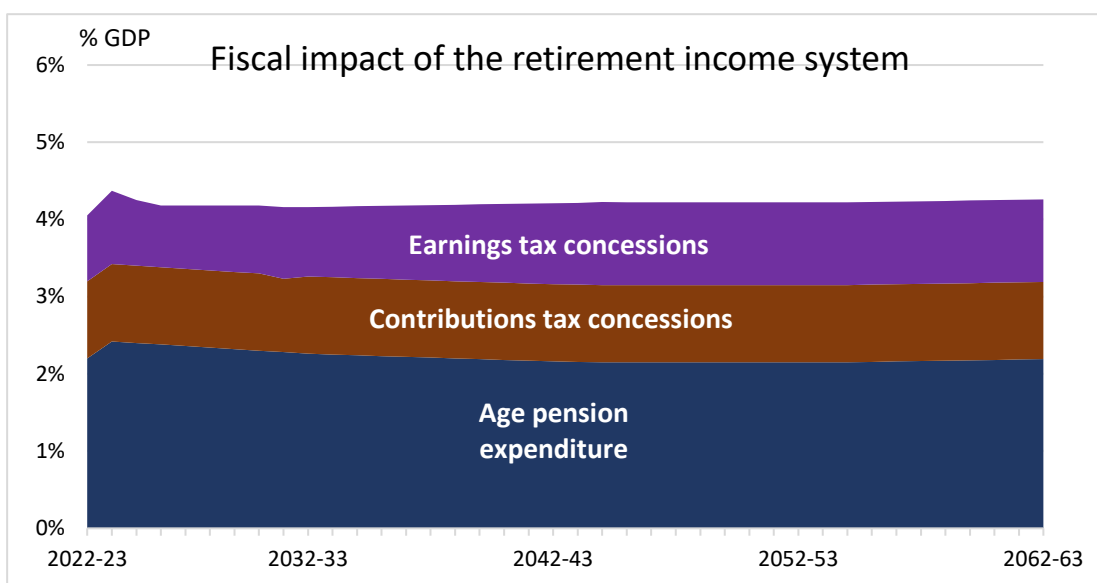 % GDP
Fiscal impact of the retirement income system
6%
5%
4%
3%
2%
1%
0%
Earnings tax concessions
Contributions tax concessions
Age pension
expenditure
2022-23 2032-33 2042-43 2052-53 2062-63